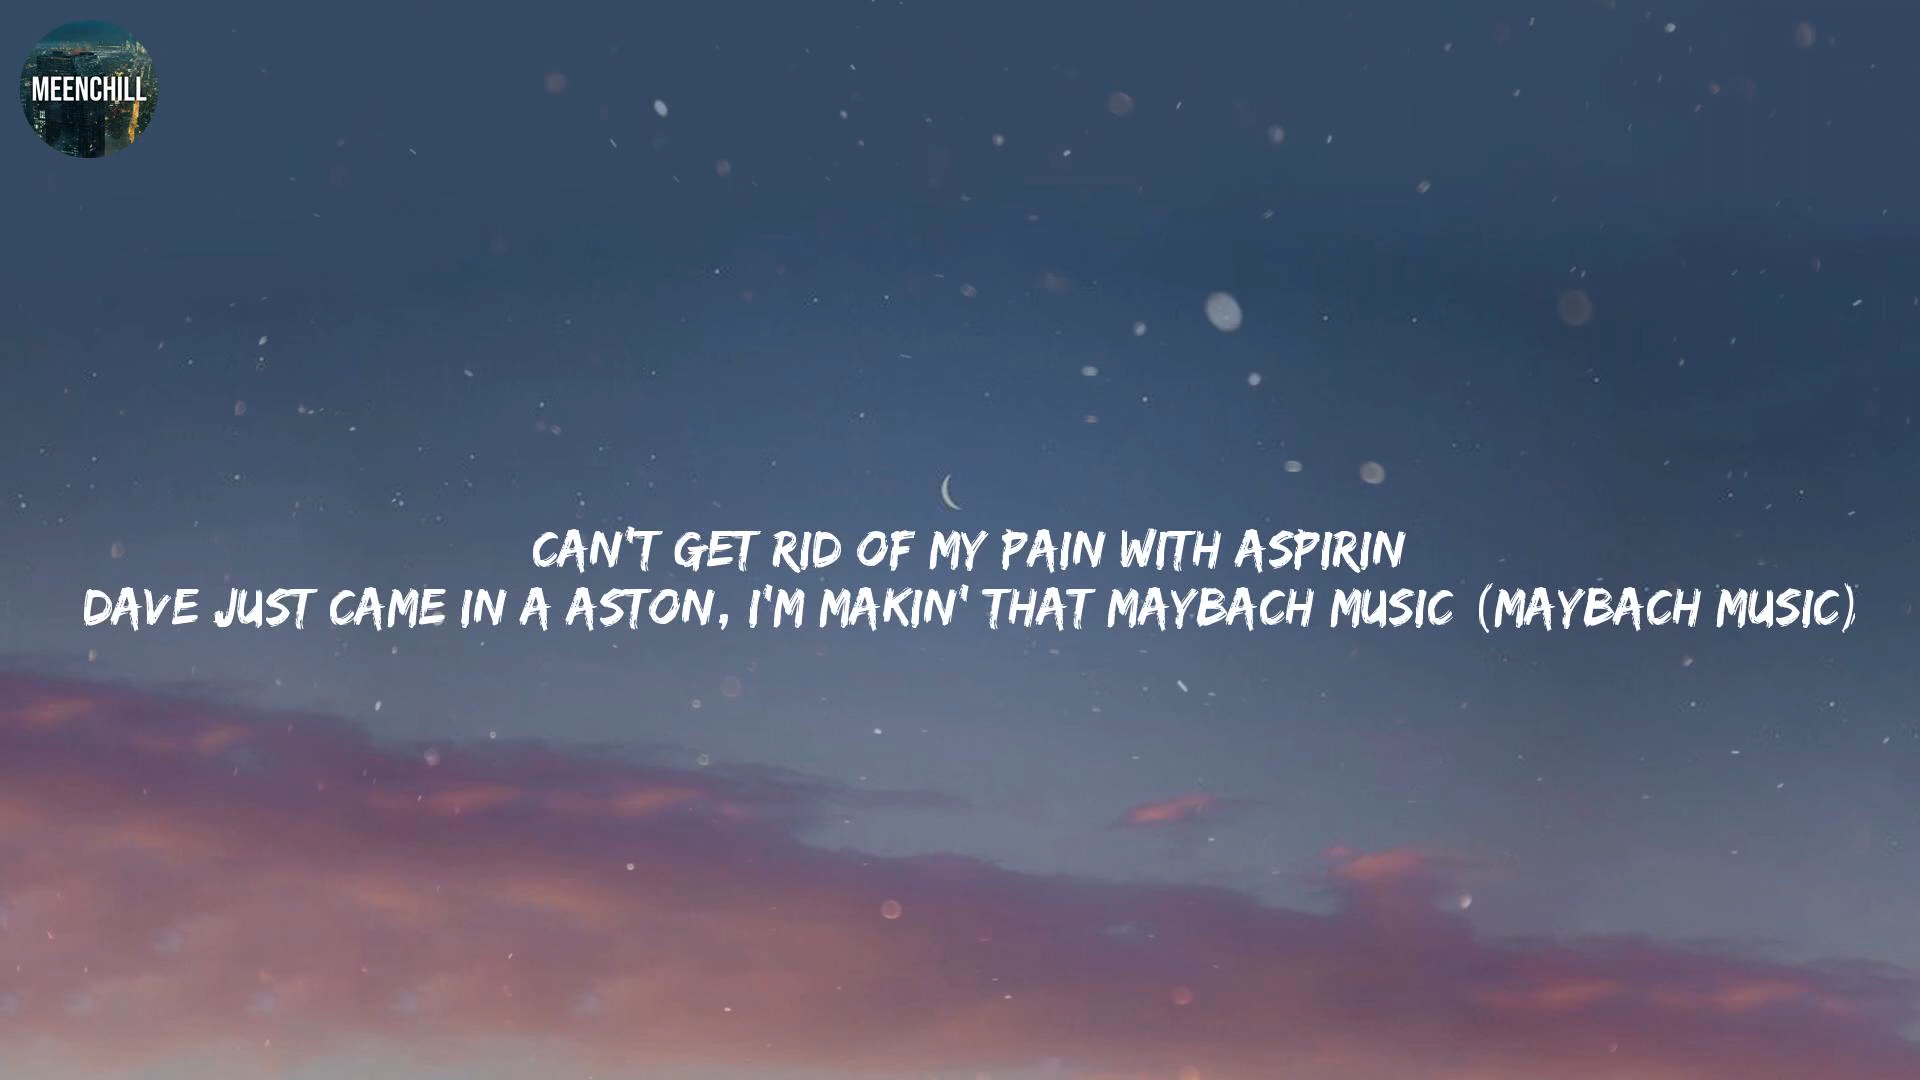 MEENCHILL
CAN'T GET RID OF MY PAIN WITH ASPIRIN
DAVE JUST CAME IN A ASTON, I'M MAKIN' THAT MAYBACH MUSIC (MAYBACH MUSIC)